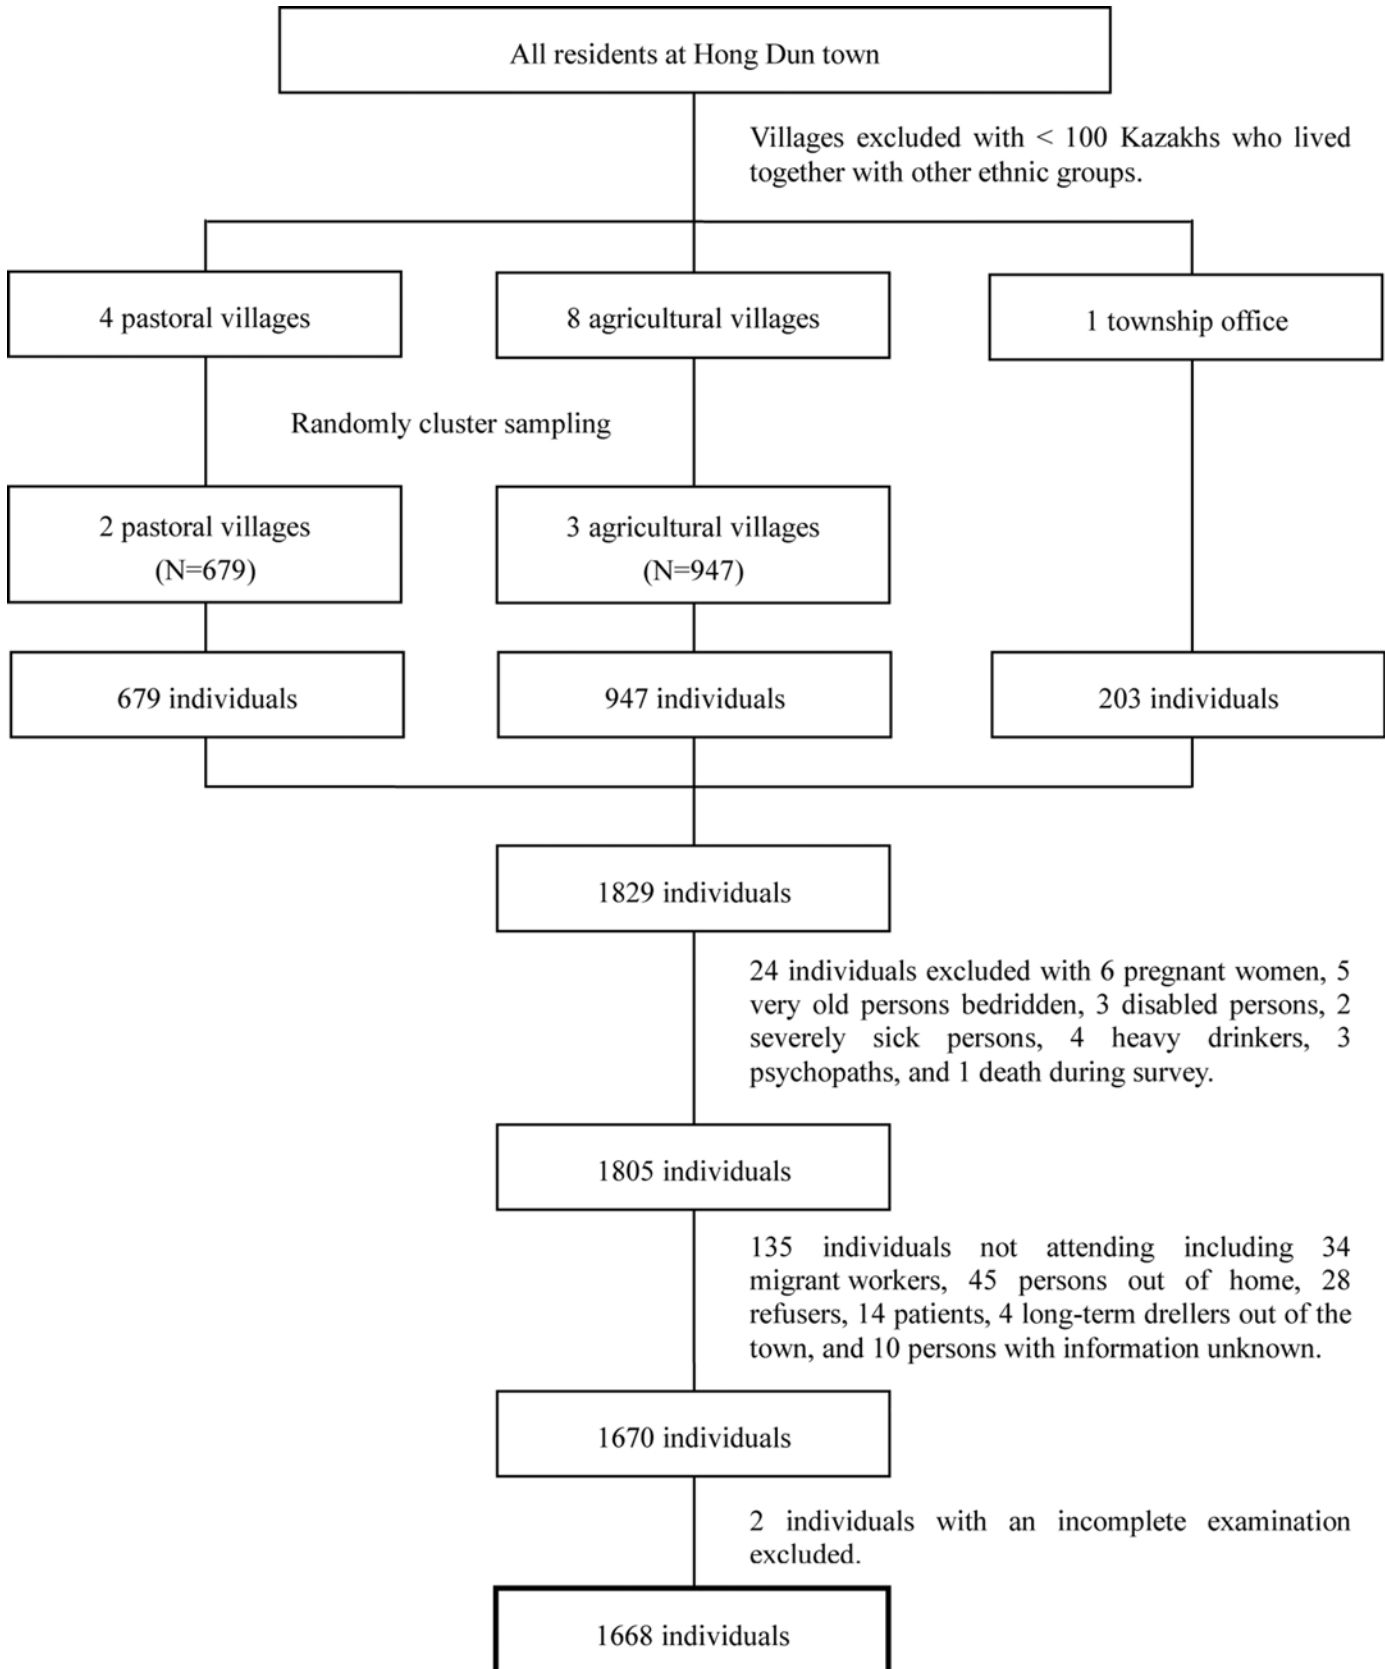 All residents at Hong Dun town
Villages excluded with < 100 Kazakhs who lived
together with other ethnic groups.
4 pastoral villages
8 agricultural villages
1 township office
Randomly cluster sampling
2 pastoral villages
(N=679)
3 agricultural villages
(N=947)
679 individuals
947 individuals
203 individuals
1829 individuals
24 individuals excluded with 6 pregnant women, 5
very old persons bedridden, 3 disabled persons, 2
severely sick persons, 4 heavy drinkers, 3
psychopaths, and 1 death during survey.
1805 individuals
135 individuals not attending including 34
migrant workers, 45 persons out of home, 28
refusers, 14 patients, 4 long-term drellers out of the
town, and 10 persons with information unknown.
1670 individuals
2 individuals with an incomplete examination
excluded.
1668 individuals